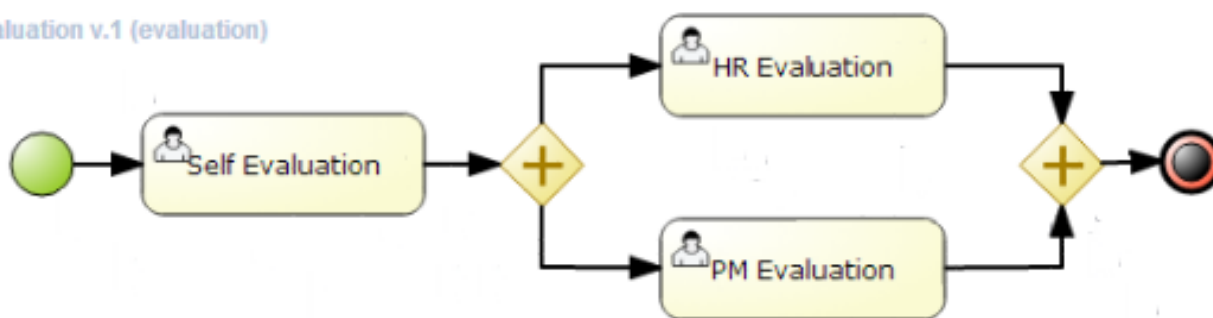 aluation v.1 (evaluation)
HR Evaluation
Self Evaluation
PM Evaluation